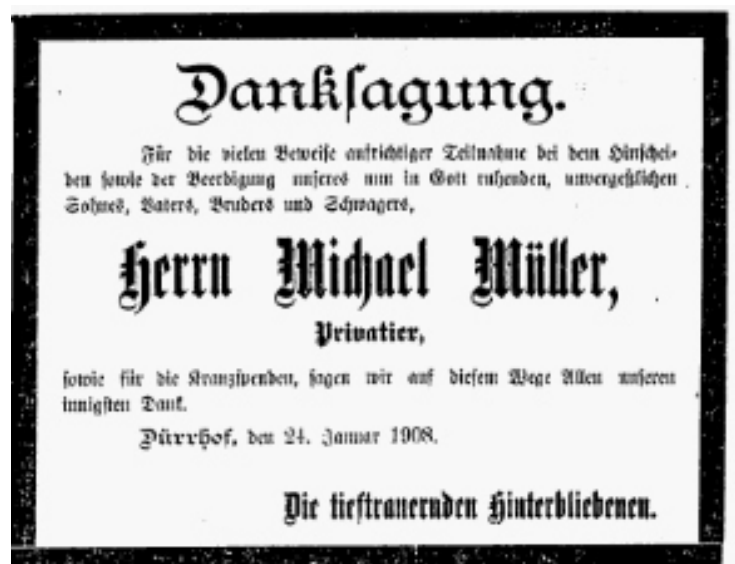 Dankſagung.
Für die vielen Beweiſe aufrichtiger Teilnahme bei dem Hinſchei-
den ſowie der Beerdigung unſeres nun in Gott ruhenden, unvergeßlichen
Sohnes, Vaters, Bruders und Schwagers,
Herrn Michael Müller,
Privatier,
ſowie für die Kranzſpenden, ſagen wir auf dieſem Wege Allen unſeren
innigſten Dank.
Dürrhof, den 24. Januar 1908.
Die tieftrauernden Hinterbliebenen.